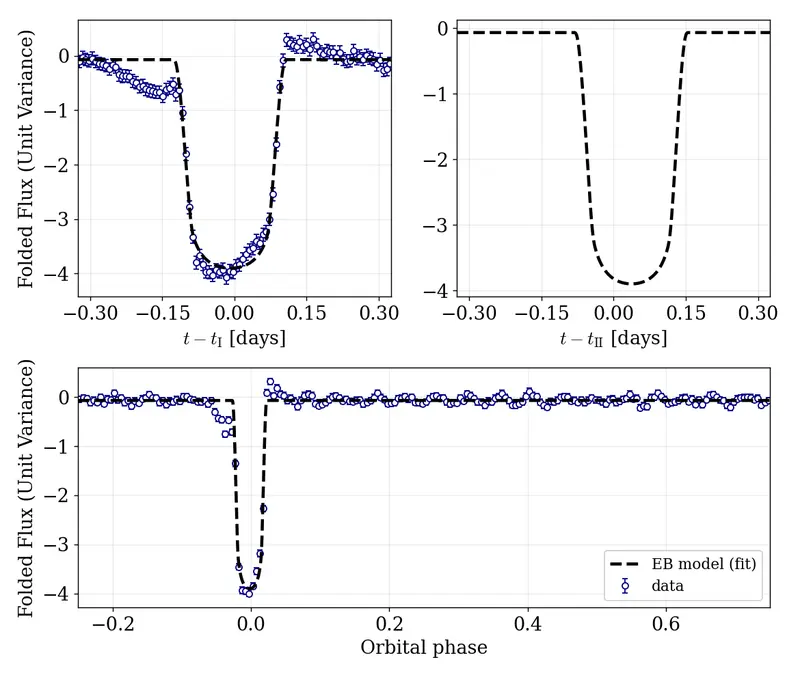 Folded Flux (Unit Variance)
0
−1
−2
−3
−4
−0.30 −0.15 0.00 0.15 0.30
t − tI [days]
0
−1
−2
−3
−4
−0.30 −0.15 0.00 0.15 0.30
t − tII [days]
Folded Flux (Unit Variance)
0
−1
−2
−3
−4
−0.2 0.0 0.2 0.4 0.6
Orbital phase
EB model (fit)
data